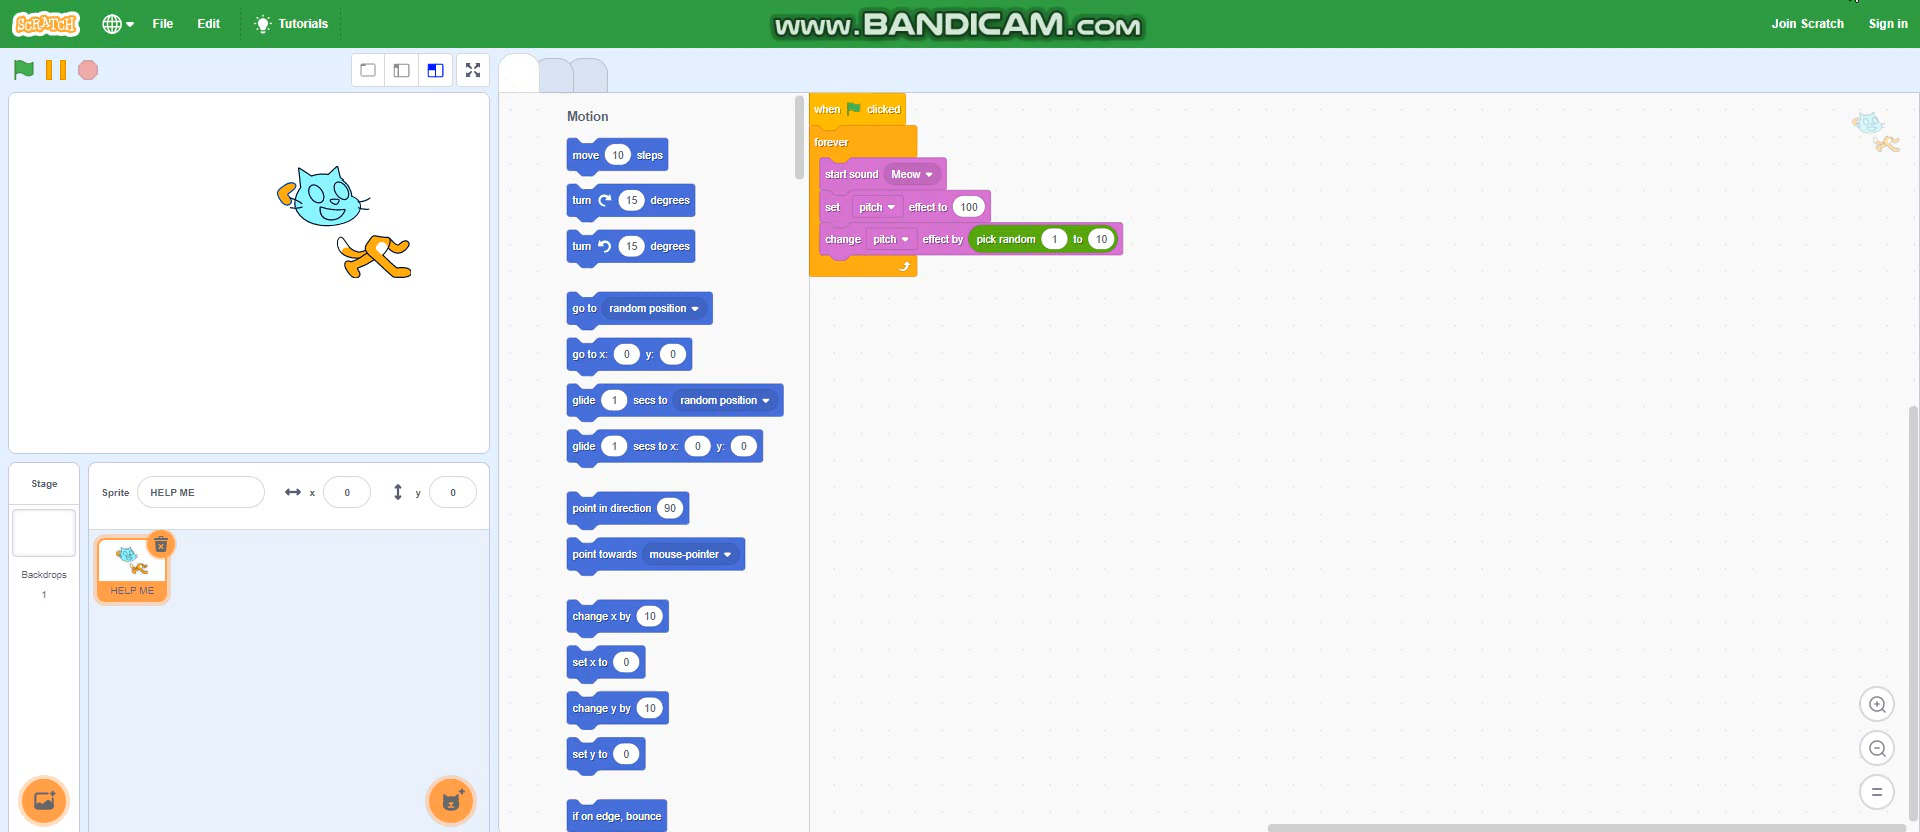 SCRATCH File Edit Tutorials www.BANDICAM.com Join Scratch Sign in
Motion
move 10 steps
turn 15 degrees
turn 15 degrees
go to random position
go to x: 0 y: 0
glide 1 secs to random position
glide 1 secs to x: 0 y: 0
point in direction 90
point towards mouse-pointer
change x by 10
set x to 0
change y by 10
set y to 0
if on edge, bounce
when clicked
forever
start sound Meow
set pitch effect to 100
change pitch effect by pick random 1 to 10
Stage
Backdrops
1
Sprite HELP ME x 0 y 0
HELP ME